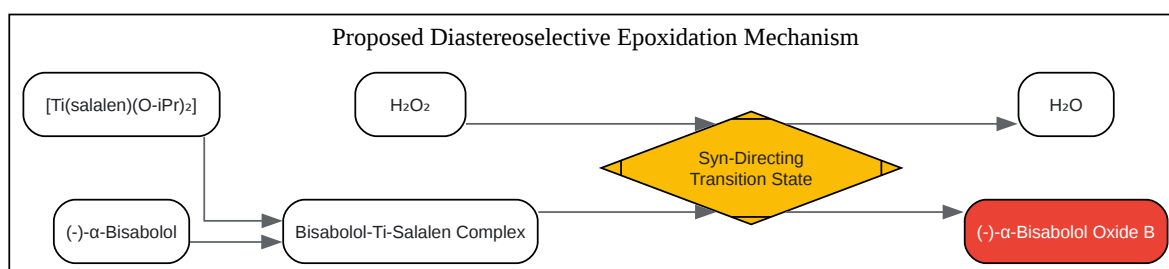 Proposed Diastereoselective Epoxidation Mechanism
[Ti(salalen)(O-iPr)₂]
H₂O₂
H₂O
Syn-Directing
Transition State
(-)-α-Bisabolol
Bisabolol-Ti-Salalen Complex
(-)-α-Bisabolol Oxide B